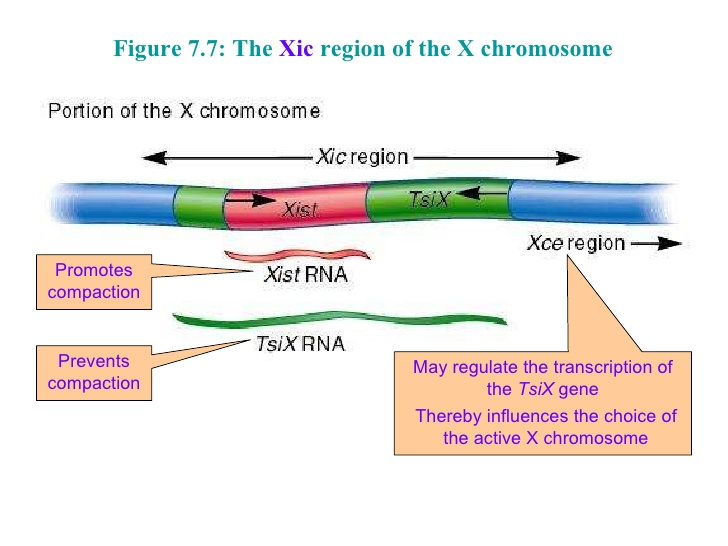 Figure 7.7: The Xic region of the X chromosome
Portion of the X chromosome
Xic region
Xist
TsiX
Xce region
Promotes
compaction
Xist RNA
TsiX RNA
Prevents
compaction
May regulate the transcription of
the TsiX gene
Thereby influences the choice of
the active X chromosome